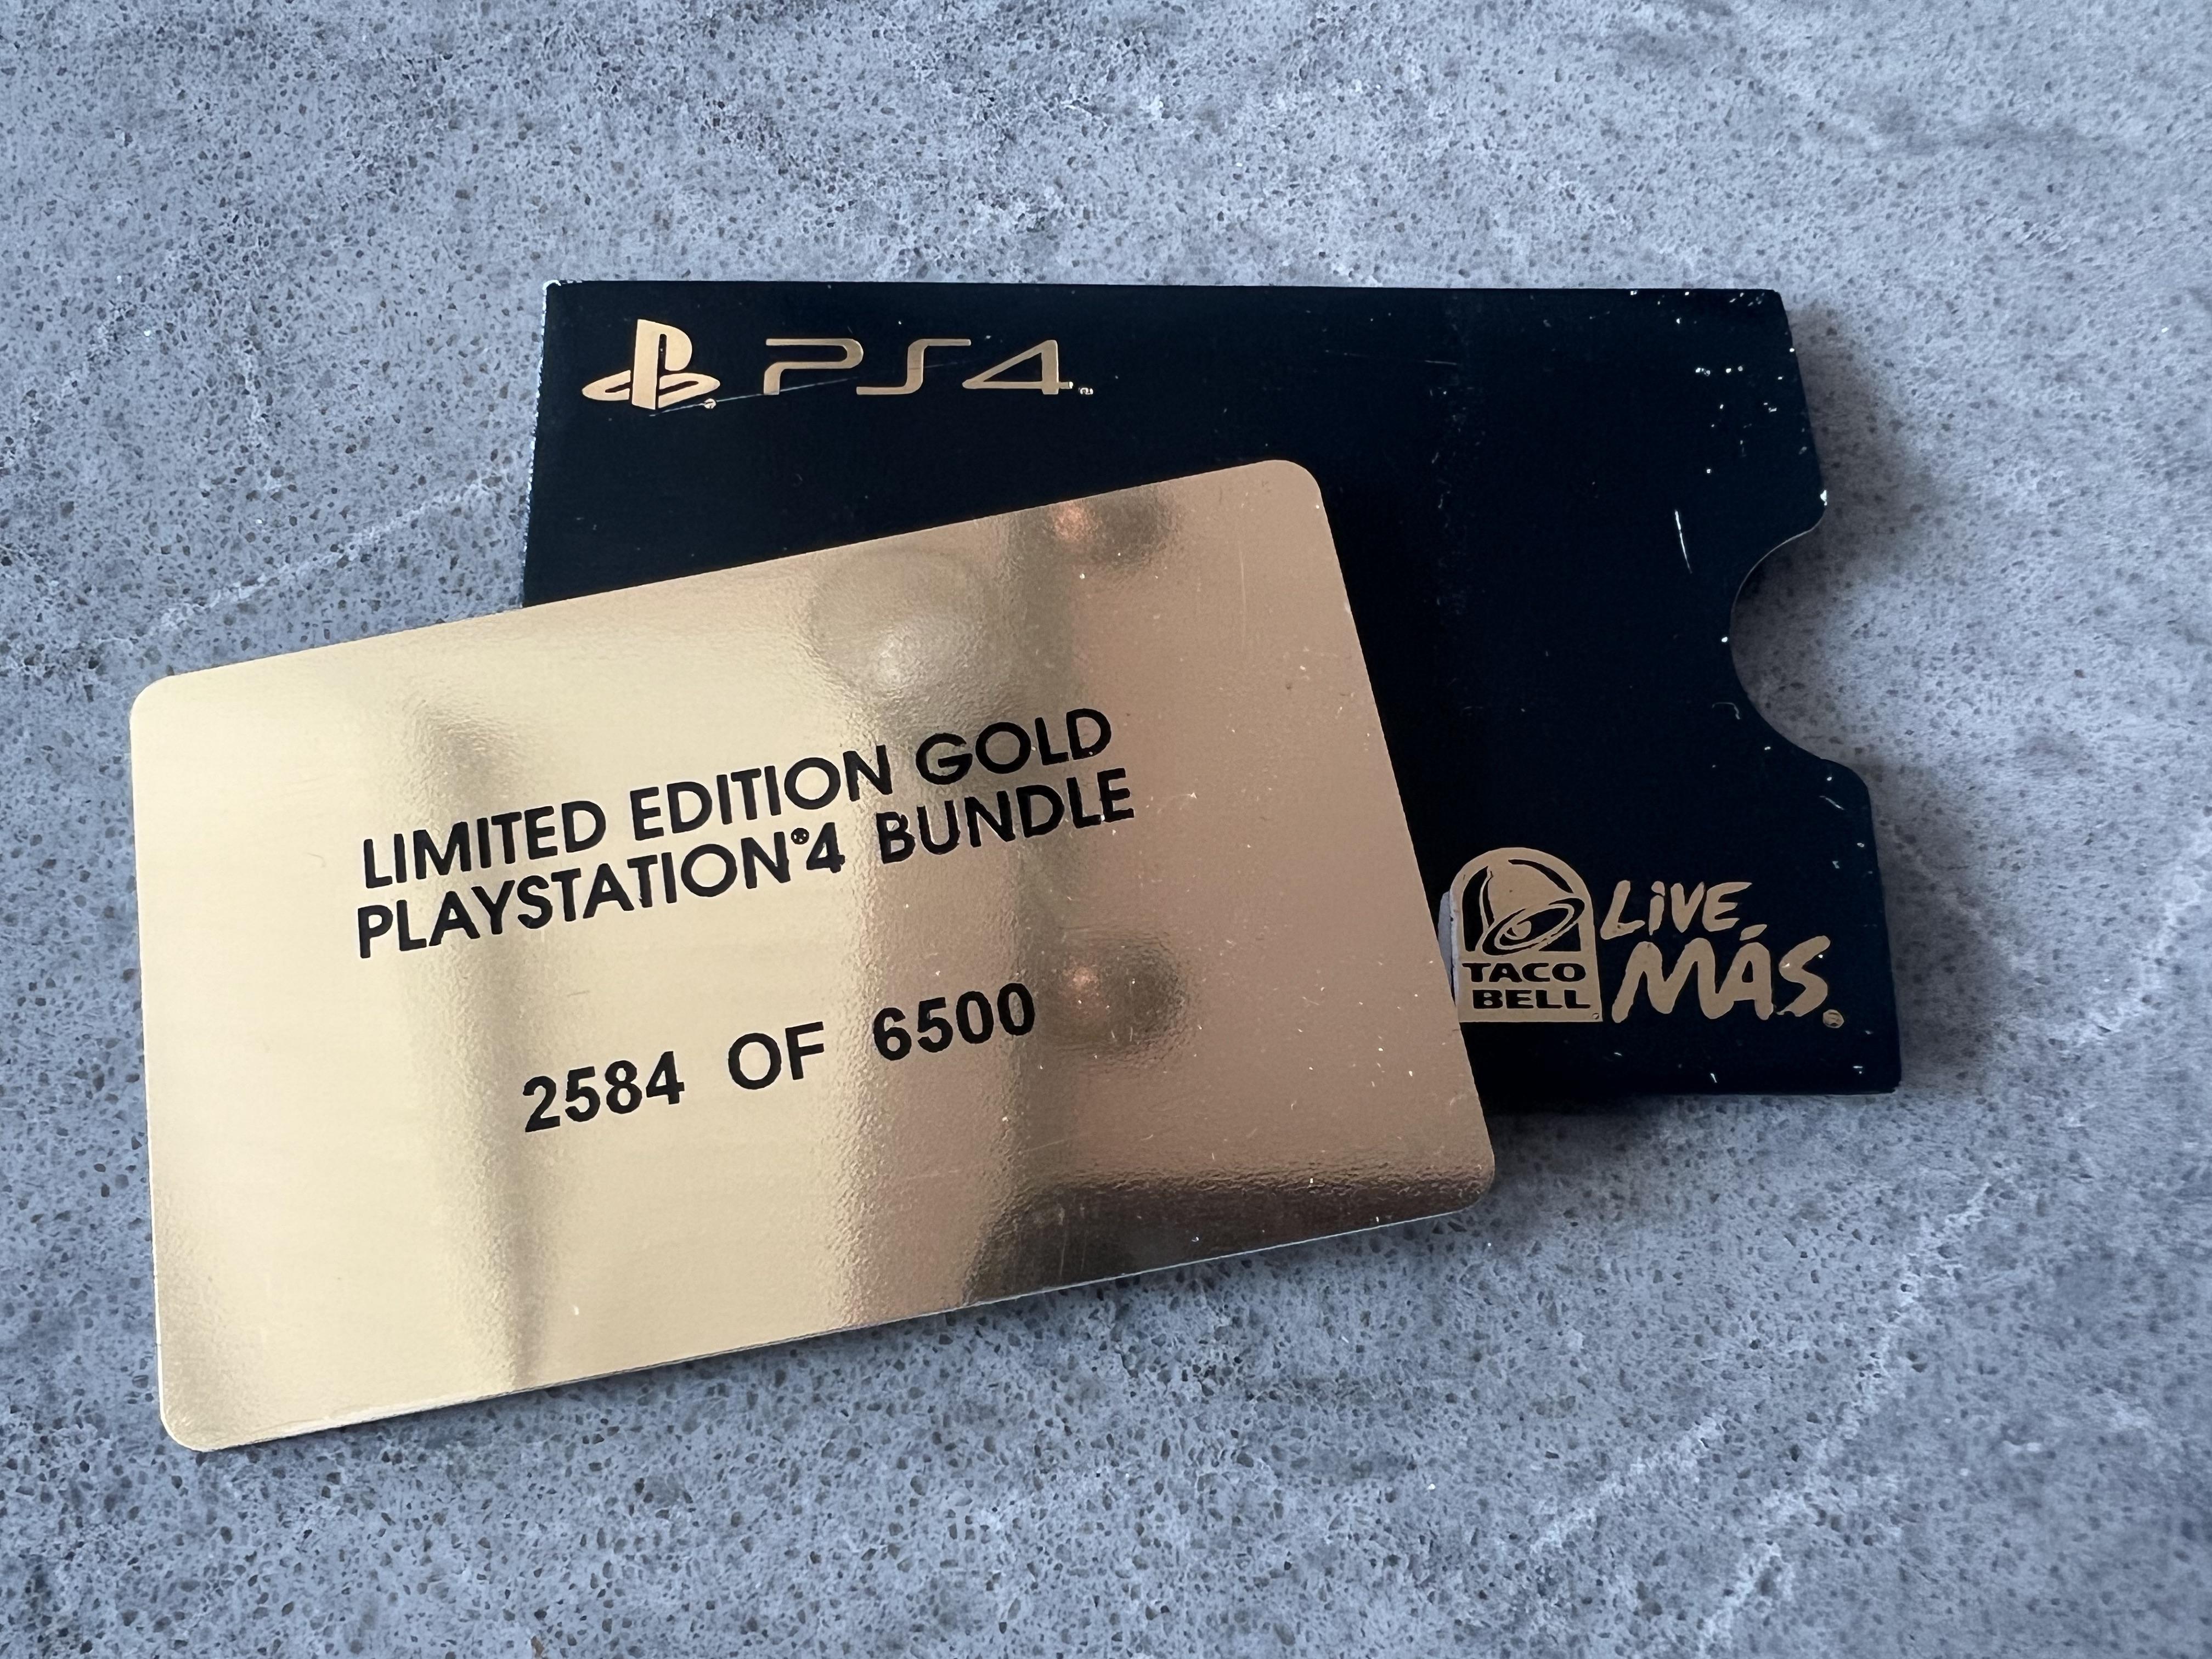 PS4
LIMITED EDITION GOLD
PLAYSTATION®4 BUNDLE
2584 OF 6500
TACO
BELL
LiVE
MÁS